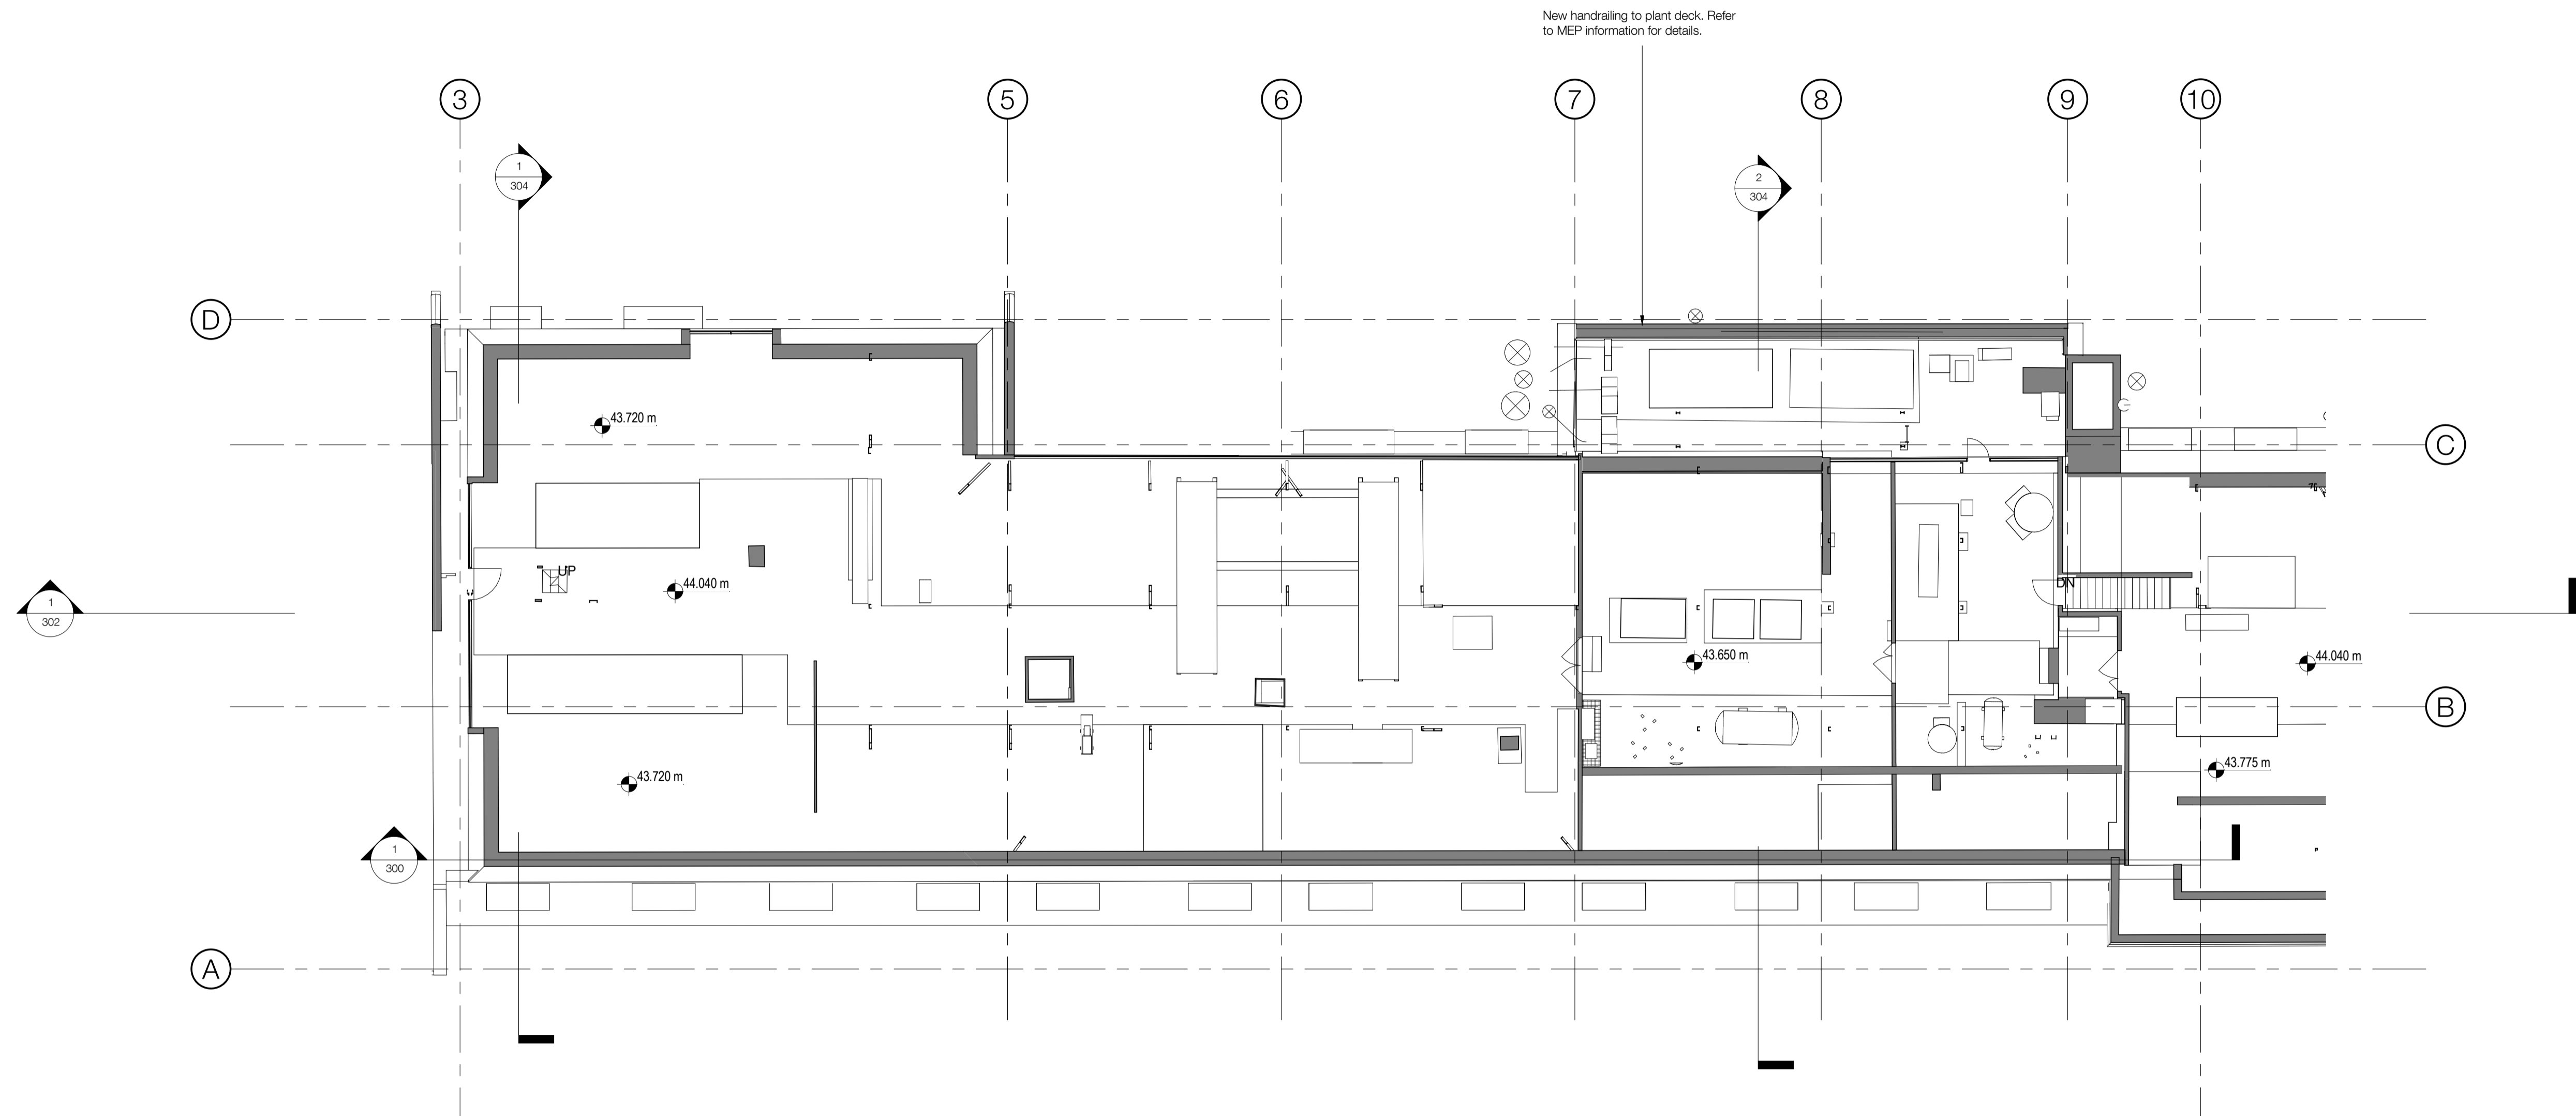 New handrailing to plant deck. Refer
to MEP information for details.
3
5
6
7
8
9
10
1
304
2
304
D
43.720 m
C
UP
44.040 m
DN
1
302
43.650 m
44.040 m
B
43.720 m
43.775 m
1
300
A